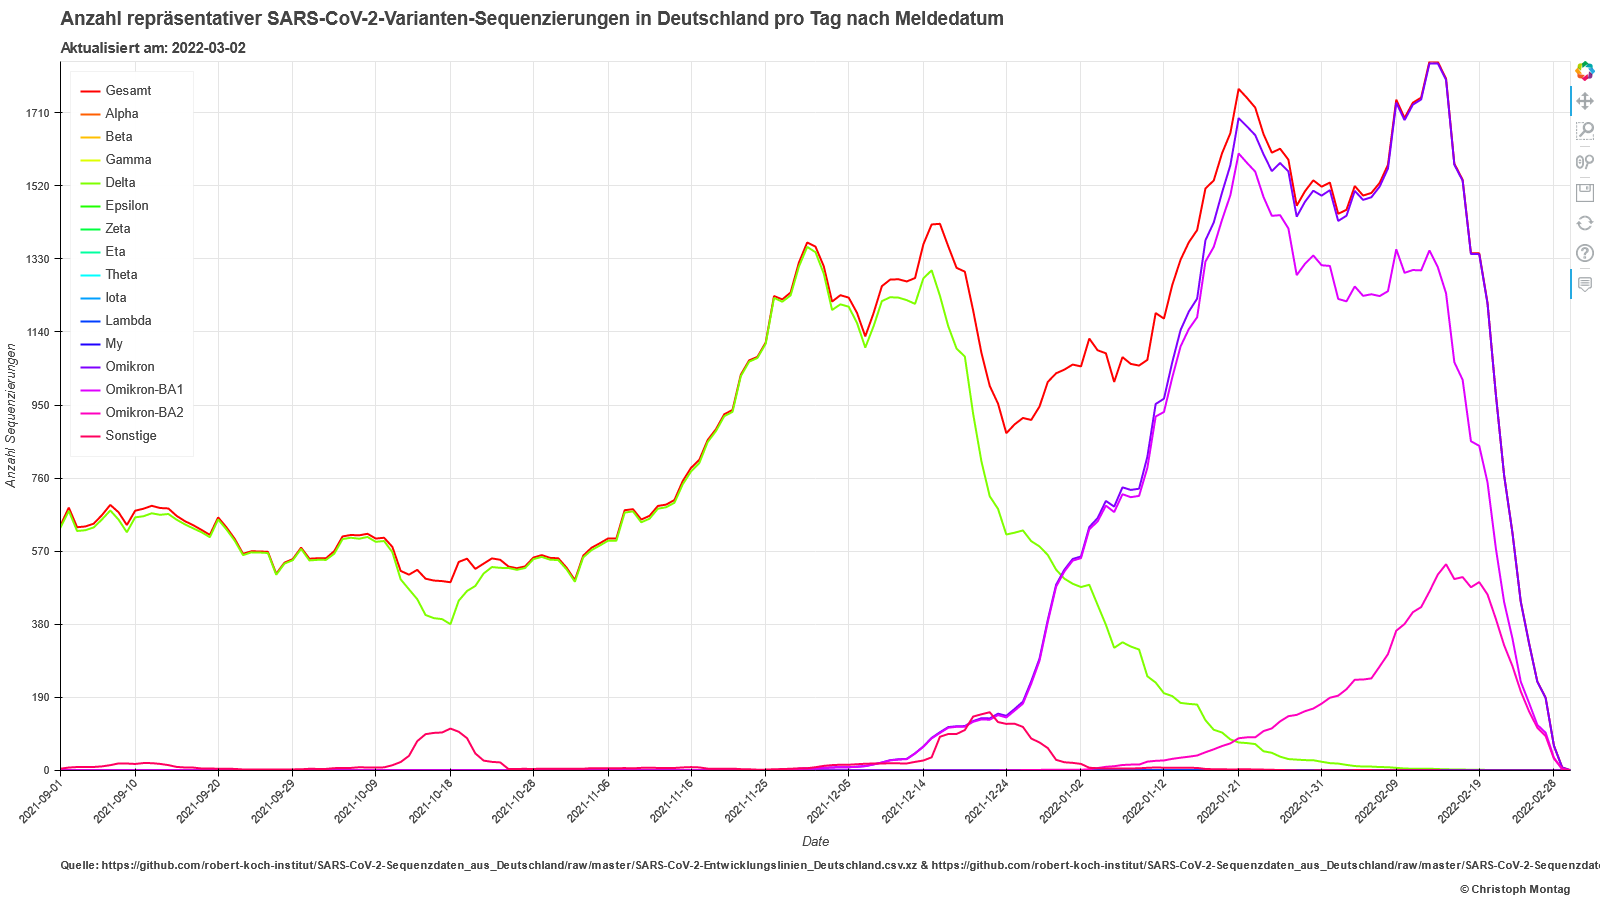 Anzahl repräsentativer SARS-CoV-2-Varianten-Sequenzierungen in Deutschland pro Tag nach Meldedatum
Aktualisiert am: 2022-03-02
Gesamt
Alpha
Beta
Gamma
Delta
Epsilon
Zeta
Eta
Theta
Iota
Lambda
My
Omikron
Omikron-BA1
Omikron-BA2
Sonstige
Anzahl Sequenzierungen
1710
1520
1330
1140
950
760
570
380
190
0
2021-09-01
2021-09-10
2021-09-20
2021-09-29
2021-10-09
2021-10-18
2021-10-28
2021-11-06
2021-11-16
2021-11-25
2021-12-05
2021-12-14
2021-12-24
2022-01-02
2022-01-12
2022-01-21
2022-01-31
2022-02-09
2022-02-19
2022-02-28
Date
Quelle: https://github.com/robert-koch-institut/SARS-CoV-2-Sequenzdaten_aus_Deutschland/raw/master/SARS-CoV-2-Entwicklungslinien_Deutschland.csv.xz & https://github.com/robert-koch-institut/SARS-CoV-2-Sequenzdaten_aus_Deutschland/raw/master/SARS-CoV-2-Sequenzdate
© Christoph Montag